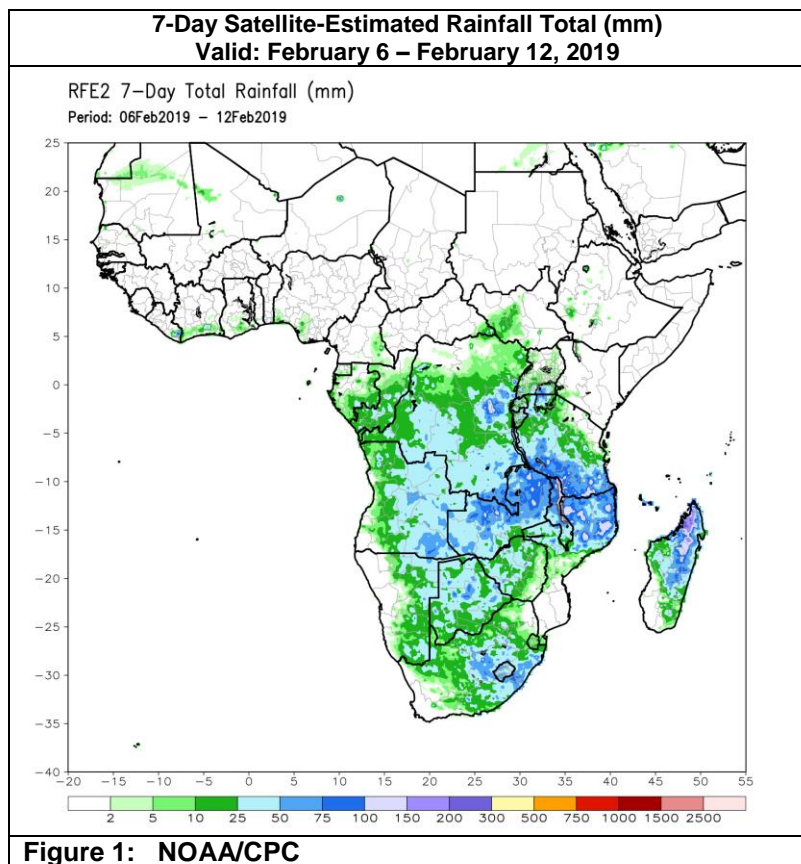 7-Day Satellite-Estimated Rainfall Total (mm)
Valid: February 6 – February 12, 2019
RFE2 7-Day Total Rainfall (mm)
Period: 06Feb2019 – 12Feb2019
25
20
15
10
5
0
−5
−10
−15
−20
−25
−30
−35
−40
−20 −15 −10 −5 0 5 10 15 20 25 30 35 40 45 50 55
2 5 10 25 50 75 100 150 200 300 500 750 1000 1500 2500
Figure 1: NOAA/CPC